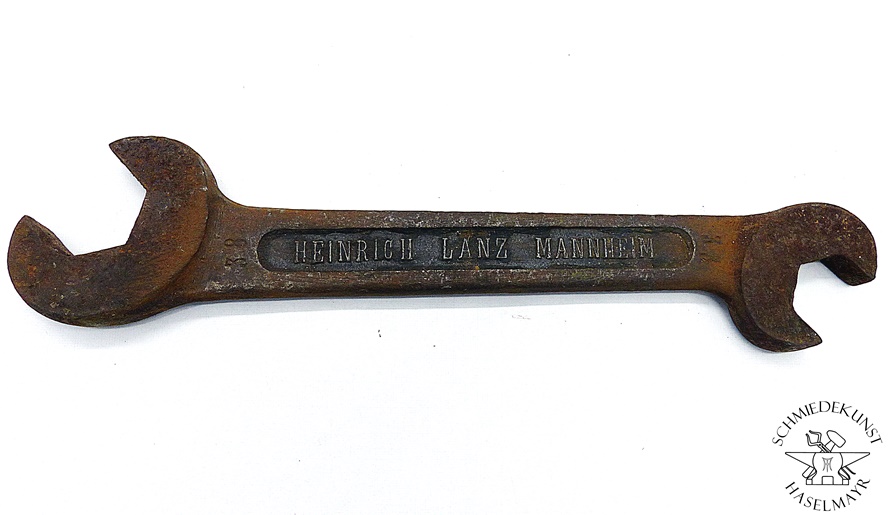 HEINRICH LANZ MANNHEIM
SCHMIEDEKUNST
HASELMAYR